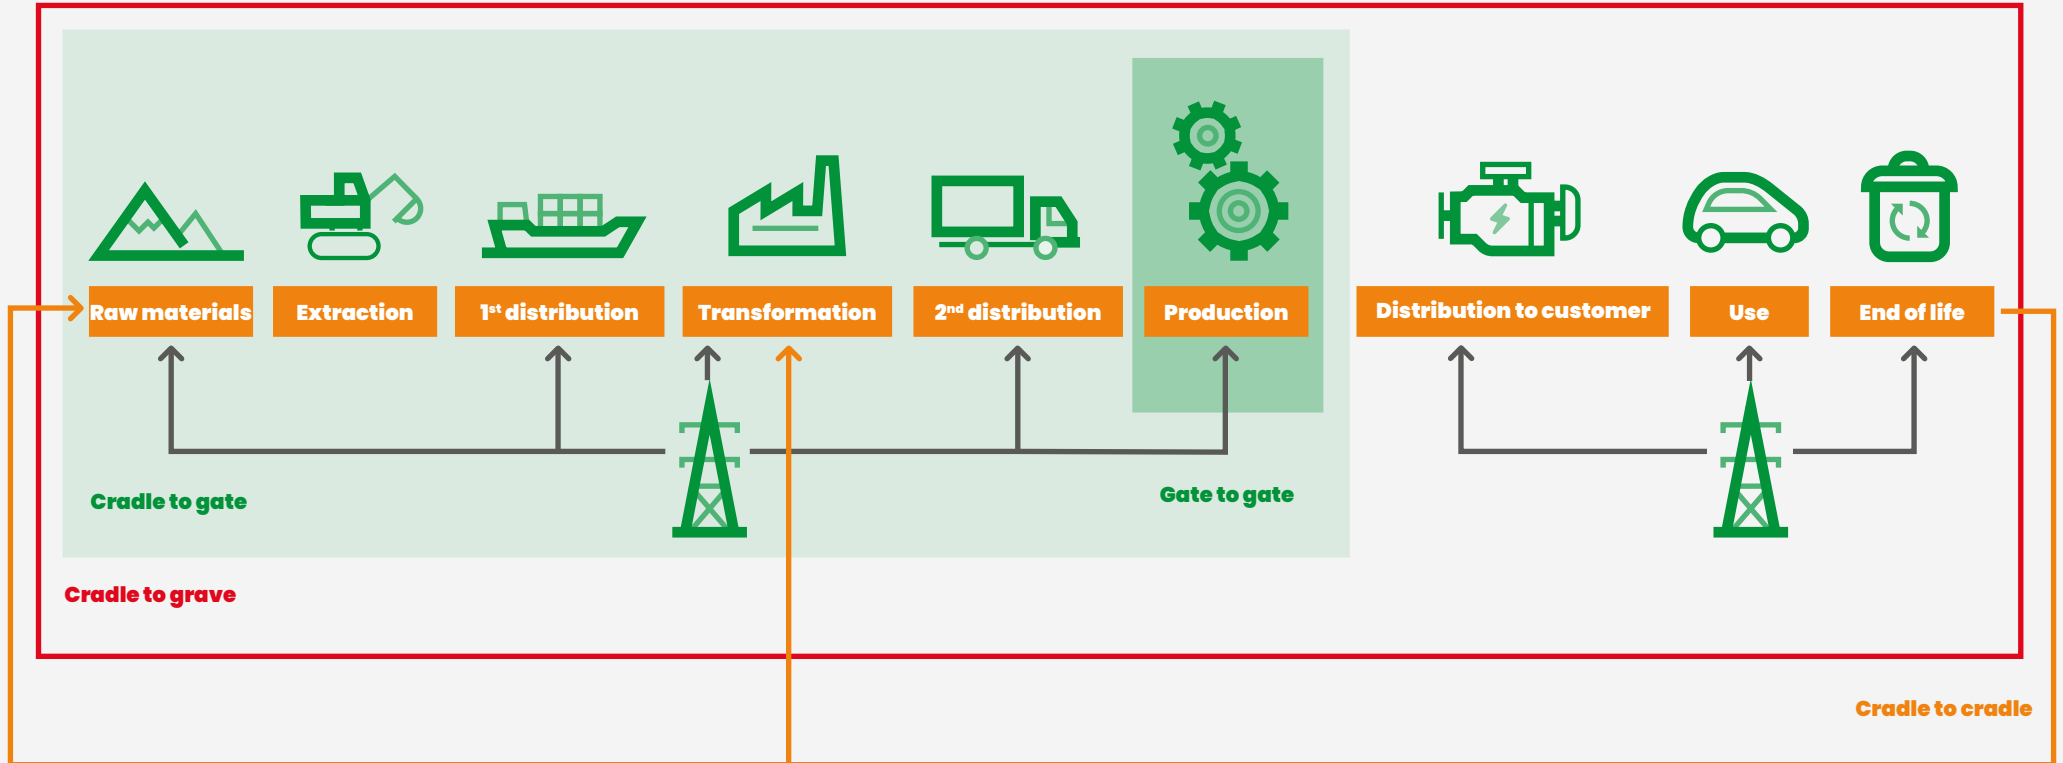 Raw materials
Extraction
1st distribution
Transformation
2nd distribution
Production
Distribution to customer
Use
End of life
Cradle to gate
Gate to gate
Cradle to grave
Cradle to cradle